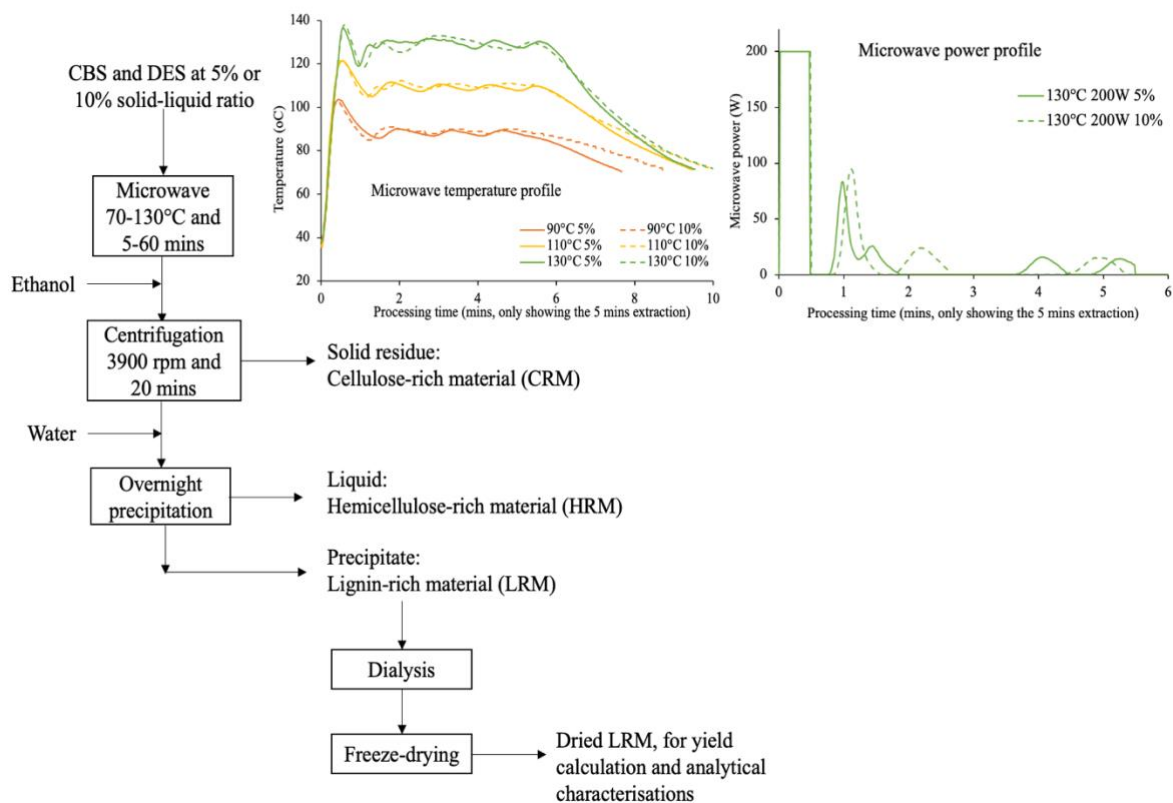 CBS and DES at 5% or
10% solid-liquid ratio
Microwave
70-130°C and
5-60 mins
Ethanol
Centrifugation
3900 rpm and
20 mins
Solid residue:
Cellulose-rich material (CRM)
Water
Overnight
precipitation
Liquid:
Hemicellulose-rich material (HRM)
Precipitate:
Lignin-rich material (LRM)
Dialysis
Freeze-drying
Dried LRM, for yield
calculation and analytical
characterisations
140
120
100
80
60
40
20
Temperature (oC)
Microwave temperature profile
90°C 5%
90°C 10%
110°C 5%
110°C 10%
130°C 5%
130°C 10%
0 2 4 6 8 10
Processing time (mins, only showing the 5 mins extraction)
Microwave power profile
200
150
100
50
0
Microwave power (W)
130°C 200W 5%
130°C 200W 10%
0 1 2 3 4 5 6
Processing time (mins, only showing the 5 mins extraction)